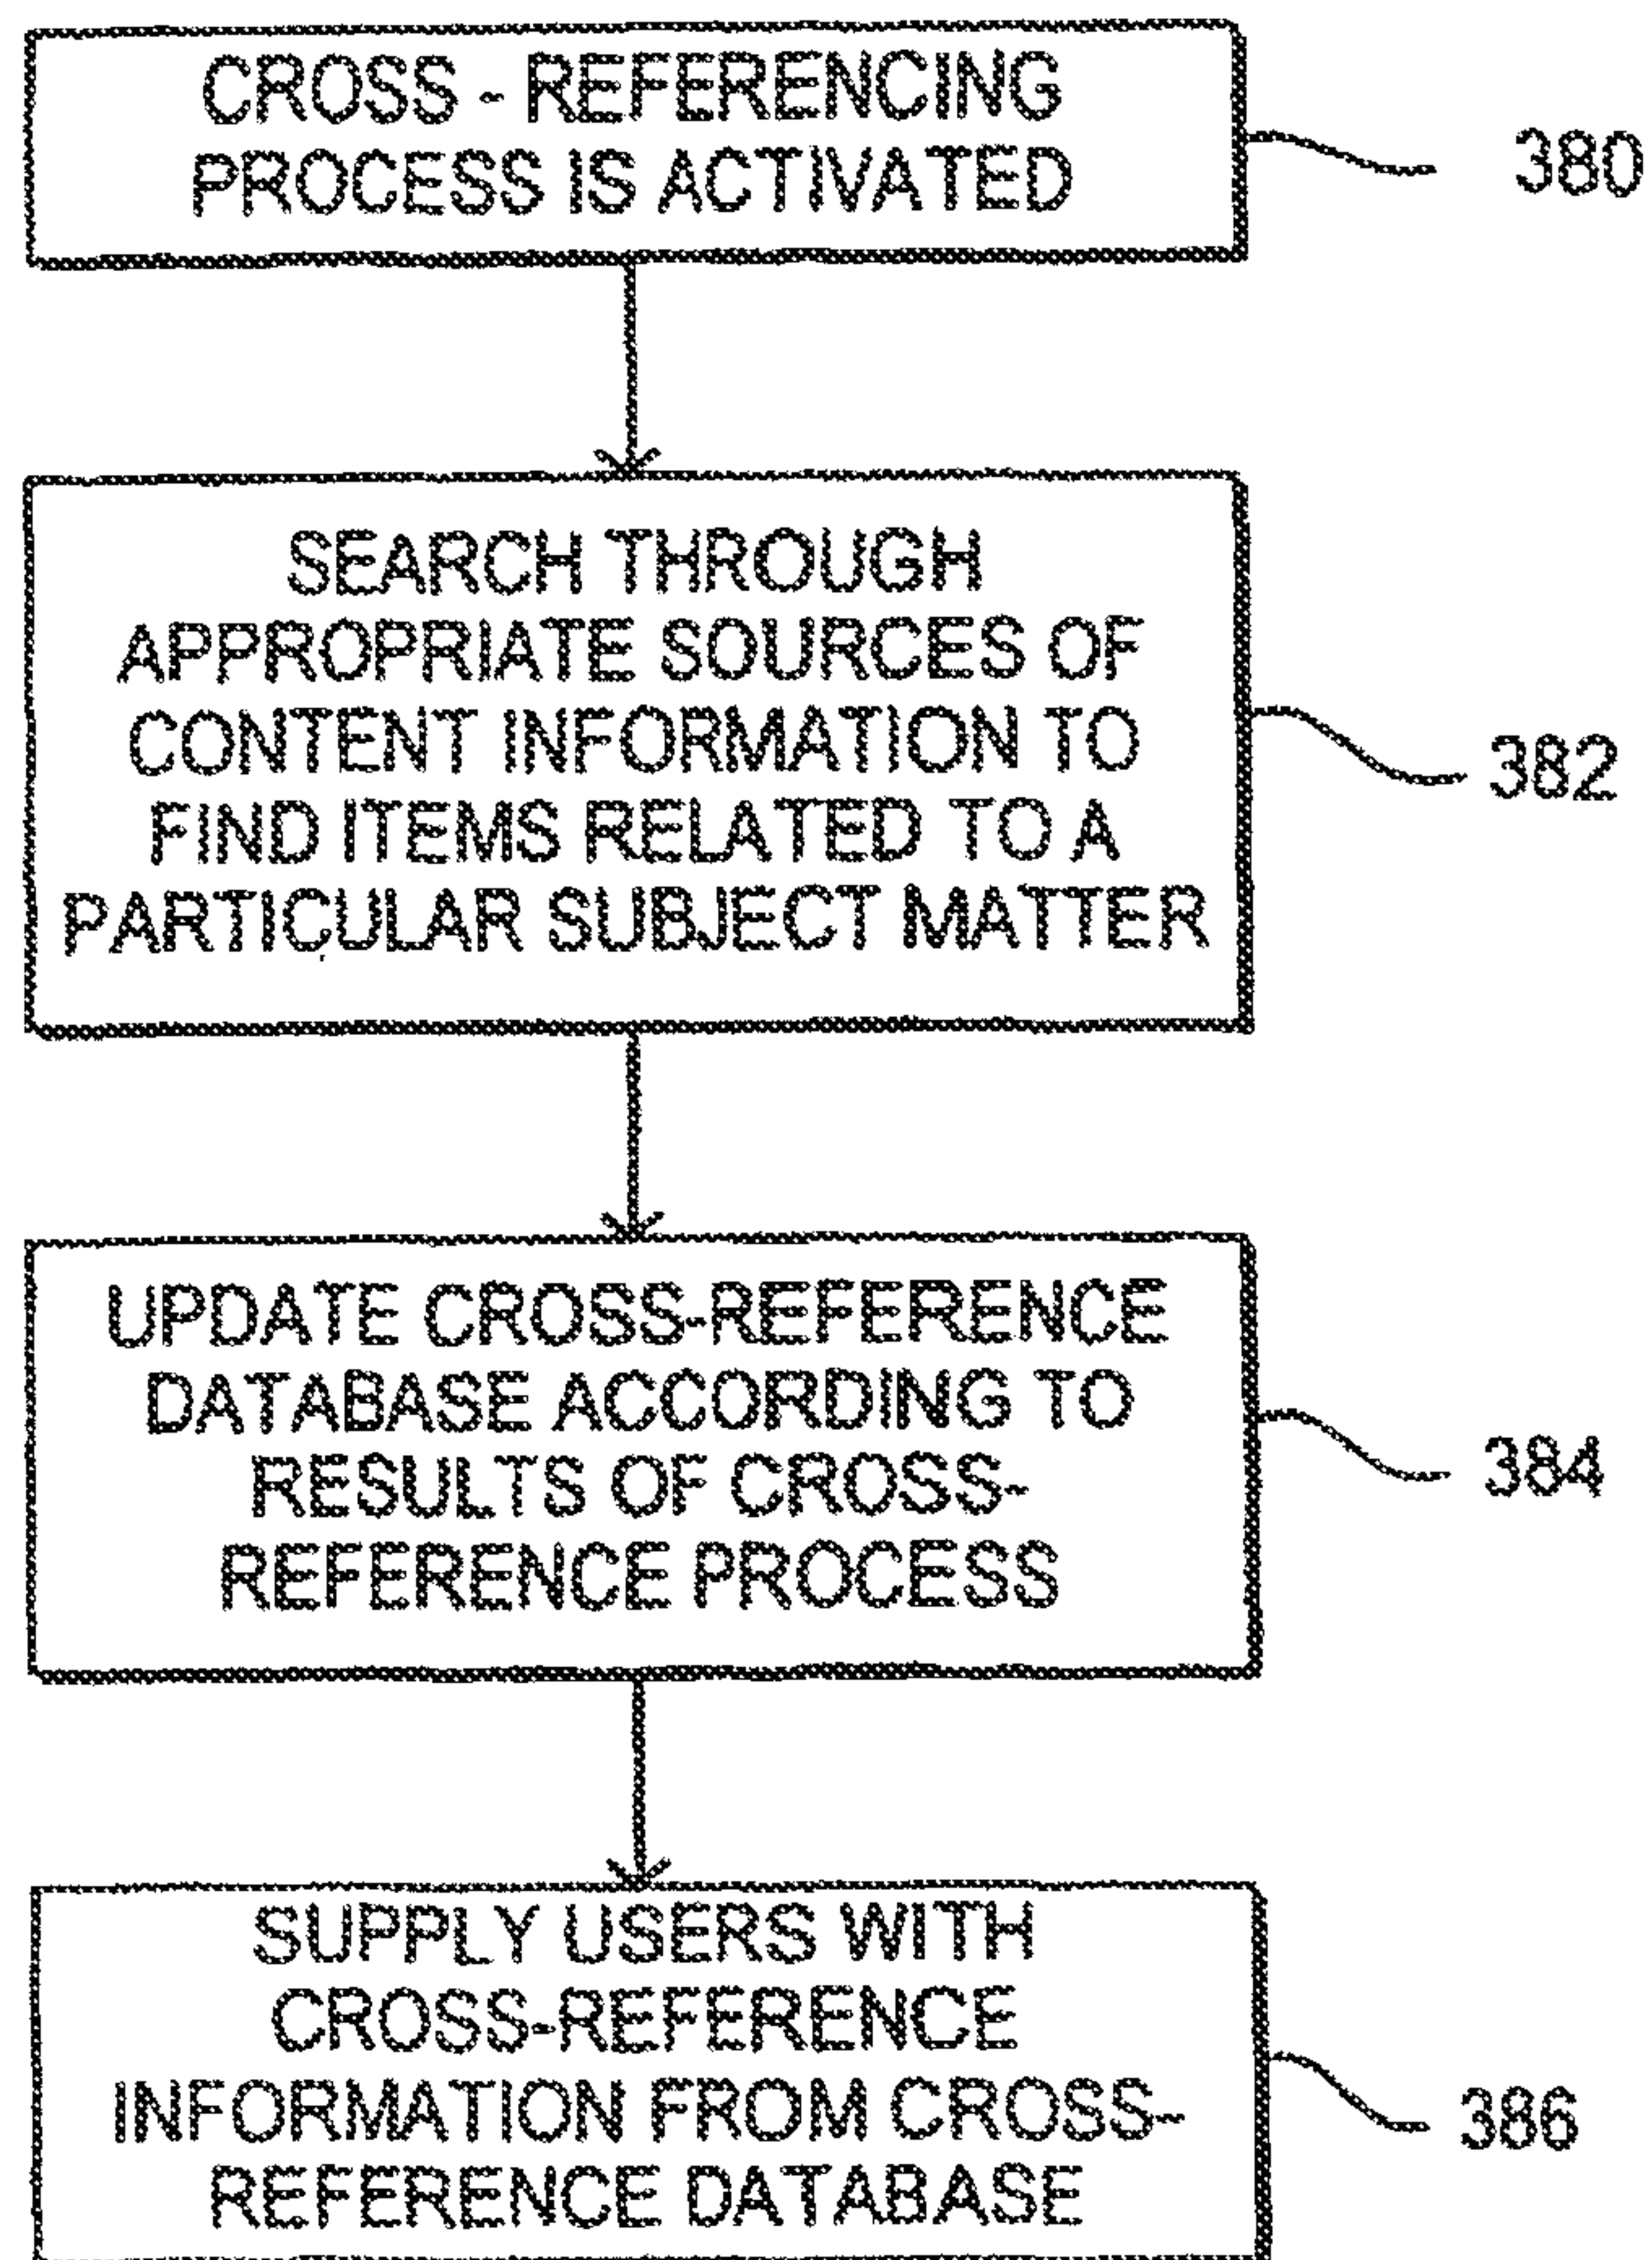 CROSS - REFERENCING
PROCESS IS ACTIVATED
380
SEARCH THROUGH
APPROPRIATE SOURCES OF
CONTENT INFORMATION TO
FIND ITEMS RELATED TO A
PARTICULAR SUBJECT MATTER
382
UPDATE CROSS-REFERENCE
DATABASE ACCORDING TO
RESULTS OF CROSS-
REFERENCE PROCESS
384
SUPPLY USERS WITH
CROSS-REFERENCE
INFORMATION FROM CROSS-
REFERENCE DATABASE
386